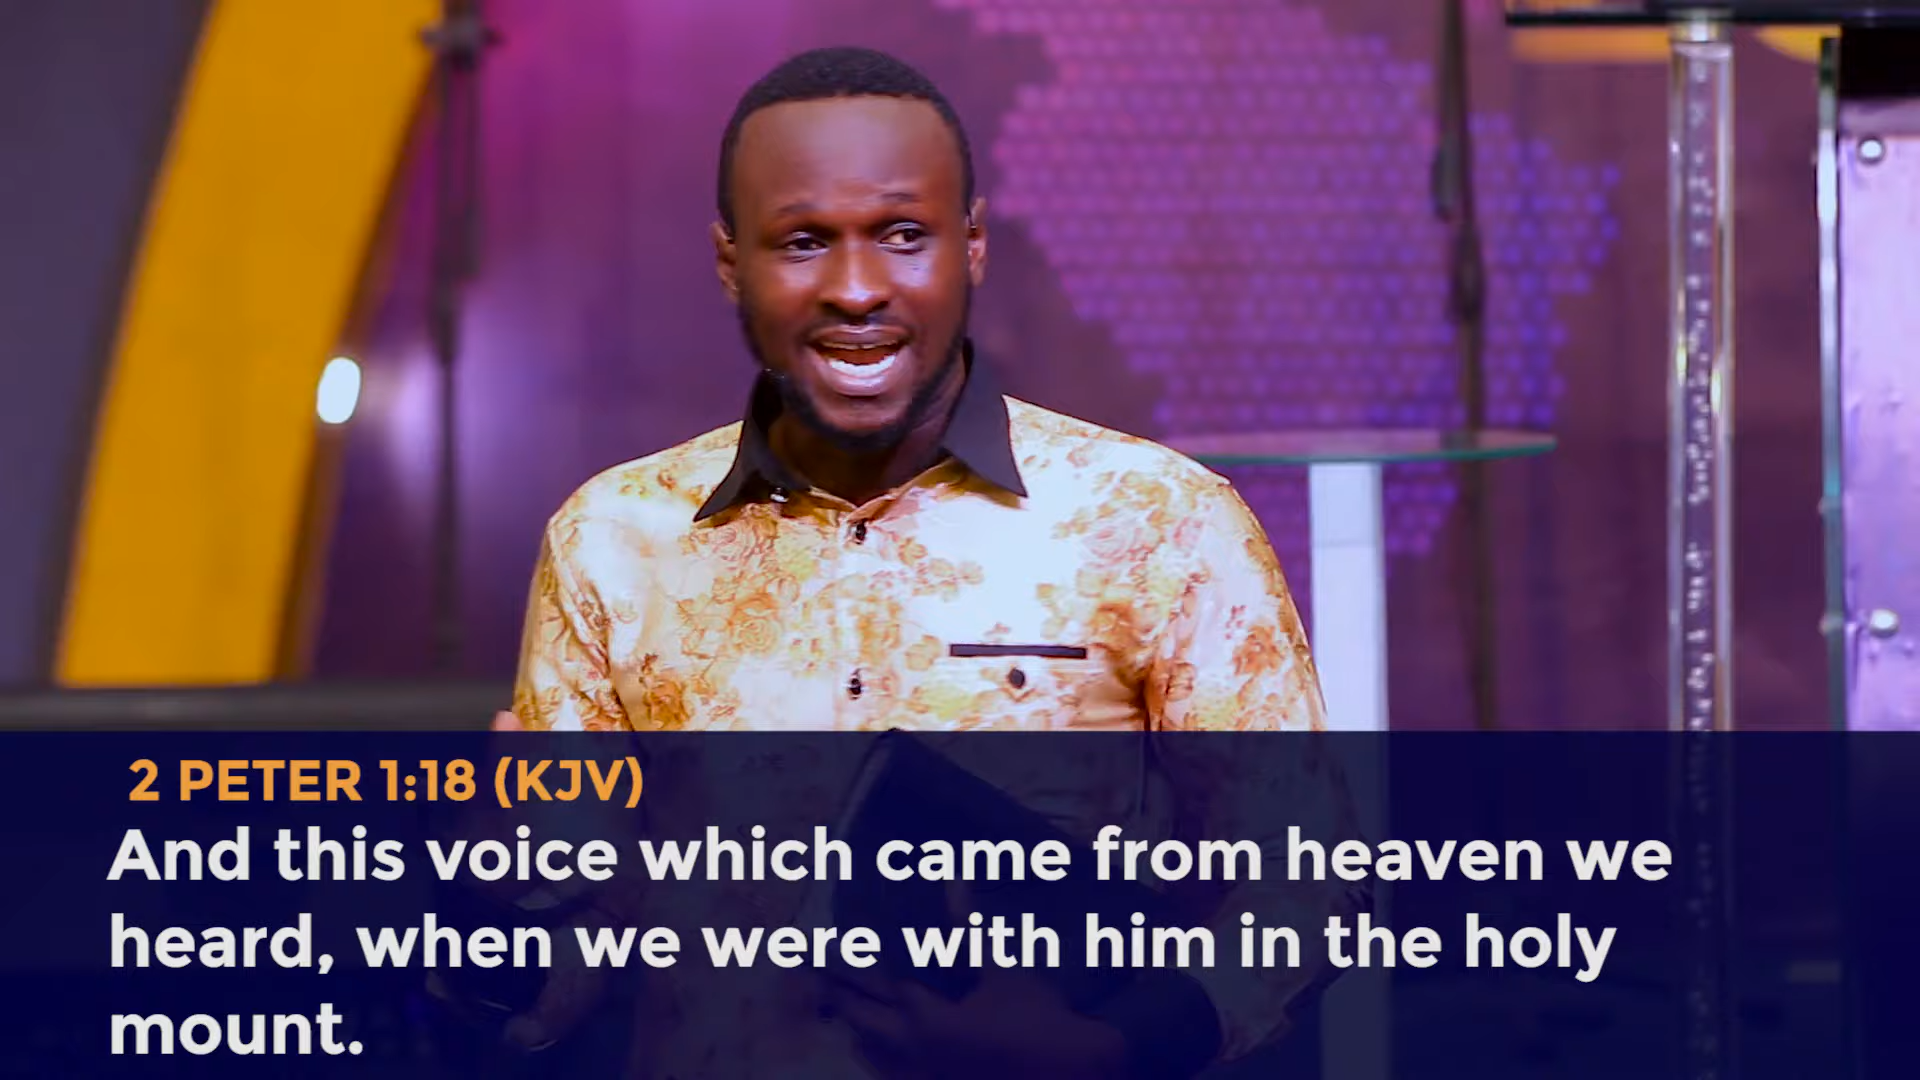 2 PETER 1:18 (KJV)
And this voice which came from heaven we
heard, when we were with him in the holy
mount.